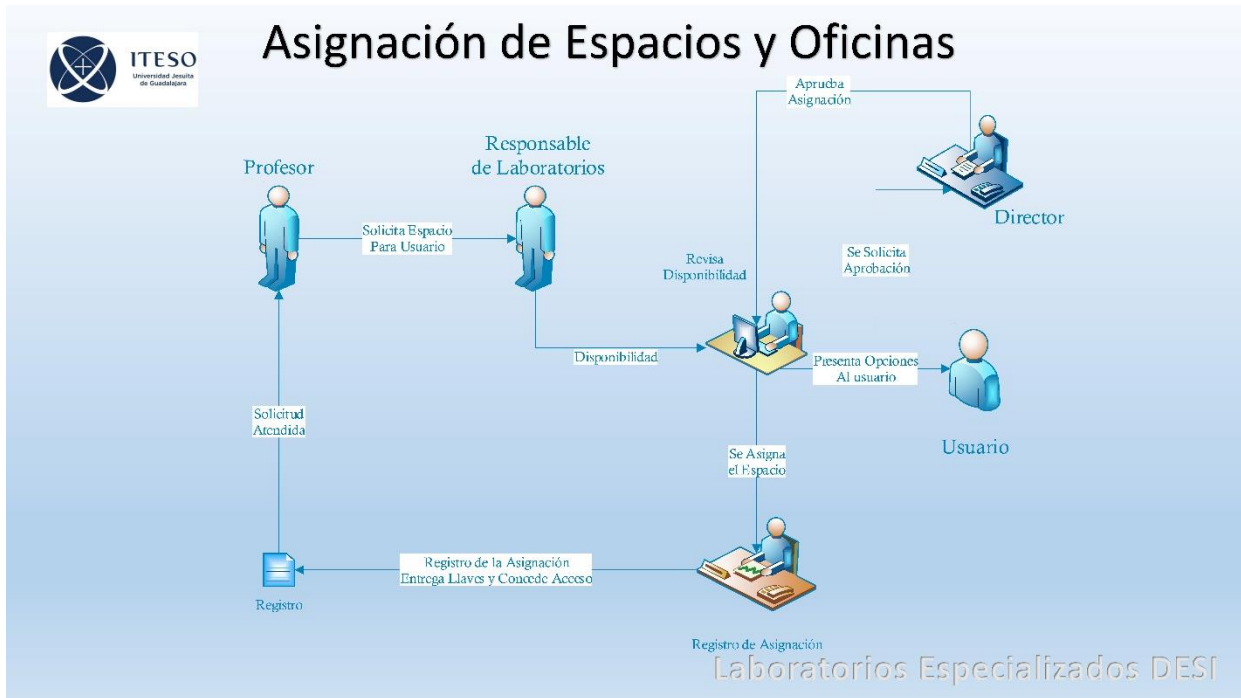 Asignación de Espacios y Oficinas
ITESO
Universidad Jesuita
de Guadalajara
Aprueba
Asignación
Responsable
de Laboratorios
Profesor
Director
Solicita Espacio
Para Usuario
Se Solicita
Aprobación
Revisa
Disponibilidad
Disponibilidad
Presenta Opciones
Al usuario
Solicitud
Atendida
Usuario
Se Asigna
el Espacio
Registro de la Asignación
Entrega Llaves y Concede Acceso
Registro
Registro de Asignación
Laboratorios Especializados DESI